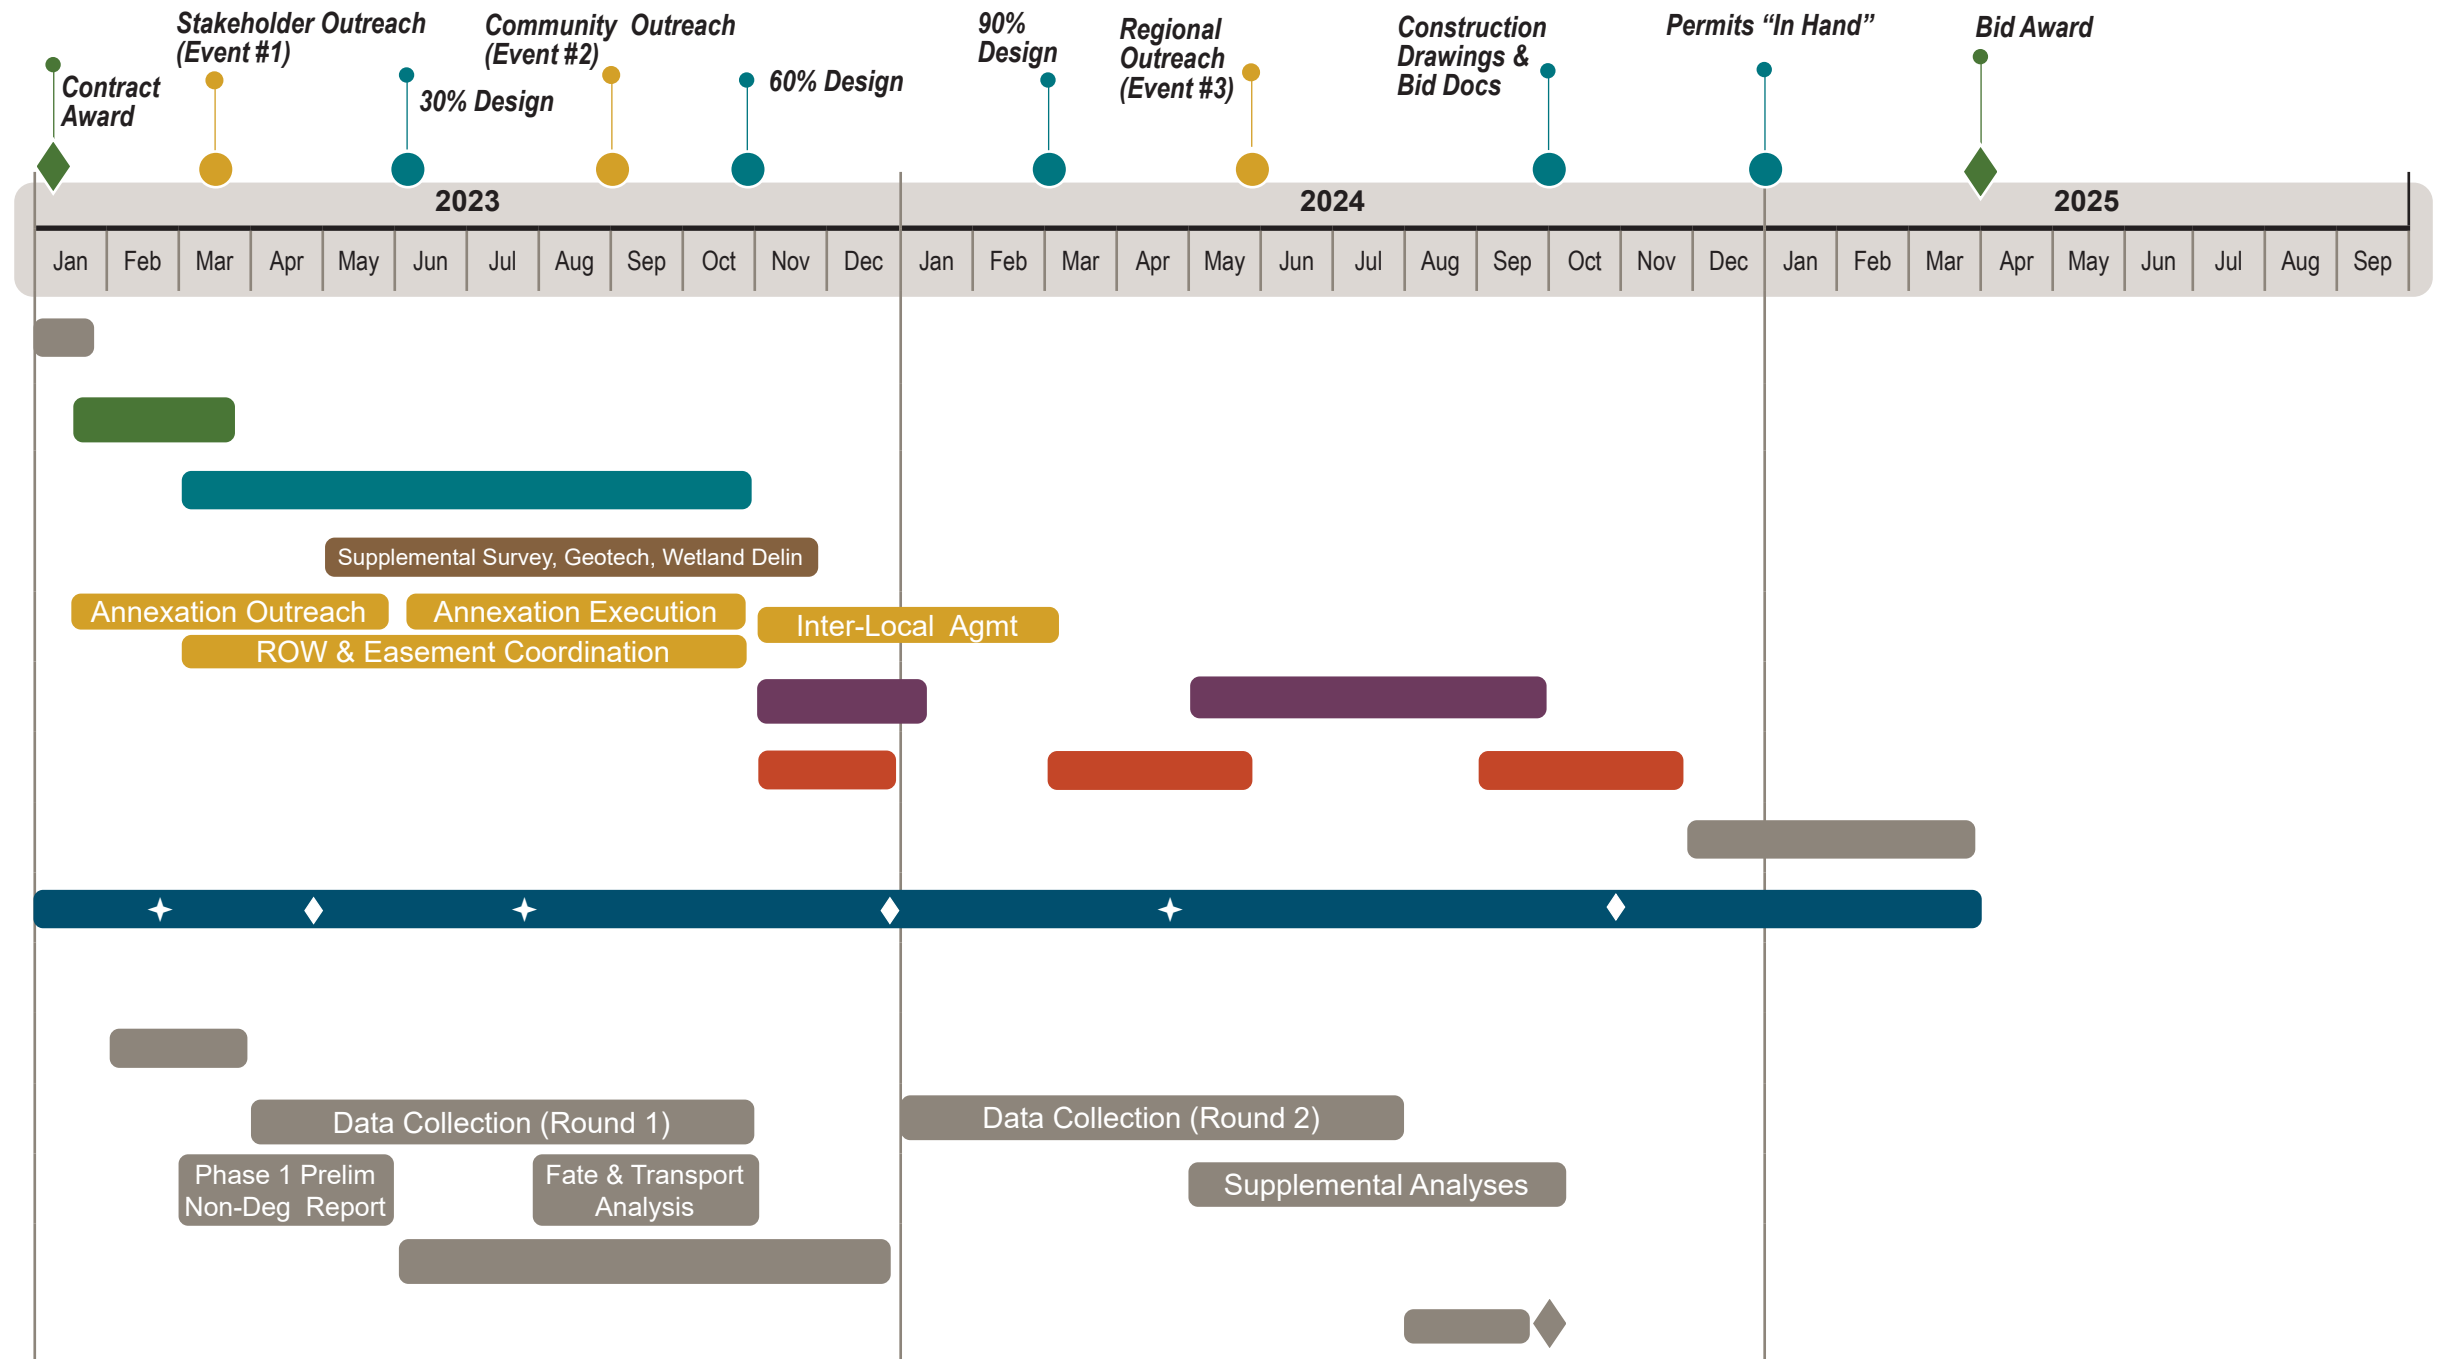 Contract
Award
Stakeholder Outreach
(Event #1)
30% Design
Community  Outreach
(Event #2)
60% Design
90%
Design
Regional
Outreach
(Event #3)
Construction
Drawings &
Bid Docs
Permits “In Hand”
Bid Award
2023 2024 2025
Jan Feb Mar Apr May Jun Jul Aug Sep Oct Nov Dec Jan Feb Mar Apr May Jun Jul Aug Sep Oct Nov Dec Jan Feb Mar Apr May Jun Jul Aug Sep
Supplemental Survey, Geotech, Wetland Delin
Annexation Outreach
Annexation Execution
Inter-Local  Agmt
ROW & Easement Coordination
Data Collection (Round 1)
Data Collection (Round 2)
Phase 1 Prelim
Non-Deg  Report
Fate & Transport
Analysis
Supplemental Analyses